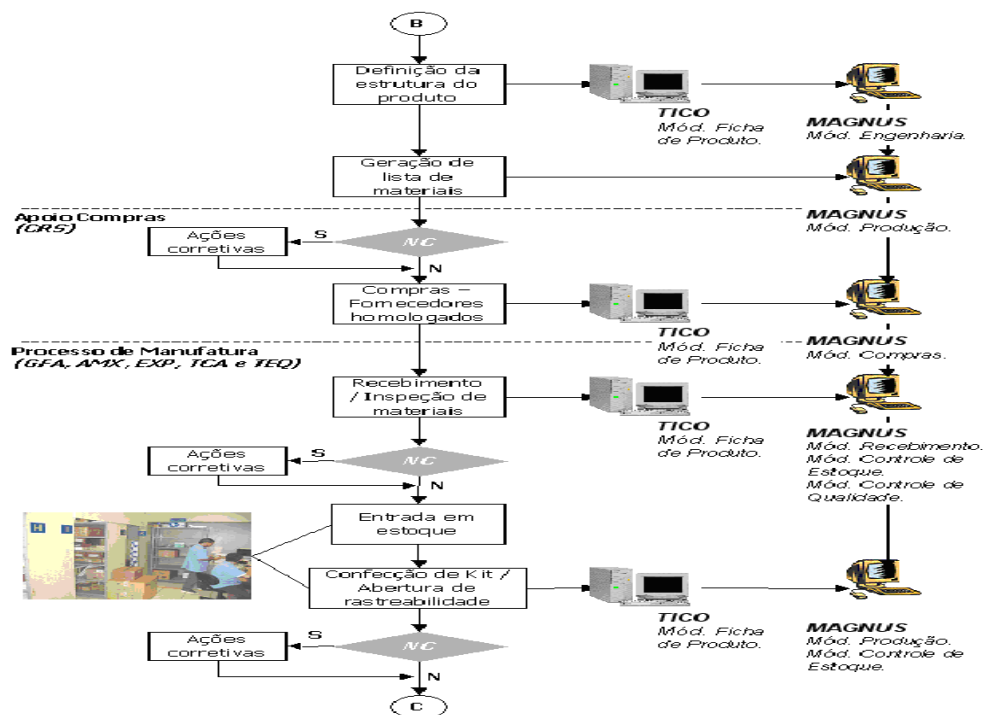 B
Definição da
estrutura do
produto
TICO
Mód. Ficha
de Produto.
MAGNUS
Mód. Engenharia.
Geração de
lista de
materiais
MAGNUS
Mód. Produção.
Apoio Compras
(CRS)
Ações
corretivas
S
NC
N
Compras –
Fornecedores
homologados
TICO
Mód. Ficha
de Produto.
MAGNUS
Mód. Compras.
Processo de Manufatura
(GFA, AMX, EXP, TCA e TEQ)
Recebimento
/ Inspeção de
materiais
TICO
Mód. Ficha
de Produto.
MAGNUS
Mód. Recebimento.
Mód. Controle de
Estoque.
Mód. Controle de
Qualidade.
Ações
corretivas
S
NC
N
Entrada em
estoque
H
Confecção de Kit /
Abertura de
rastreabilidade
TICO
Mód. Ficha
de Produto.
MAGNUS
Mód. Produção.
Mód. Controle de
Estoque.
Ações
corretivas
S
NC
N
C